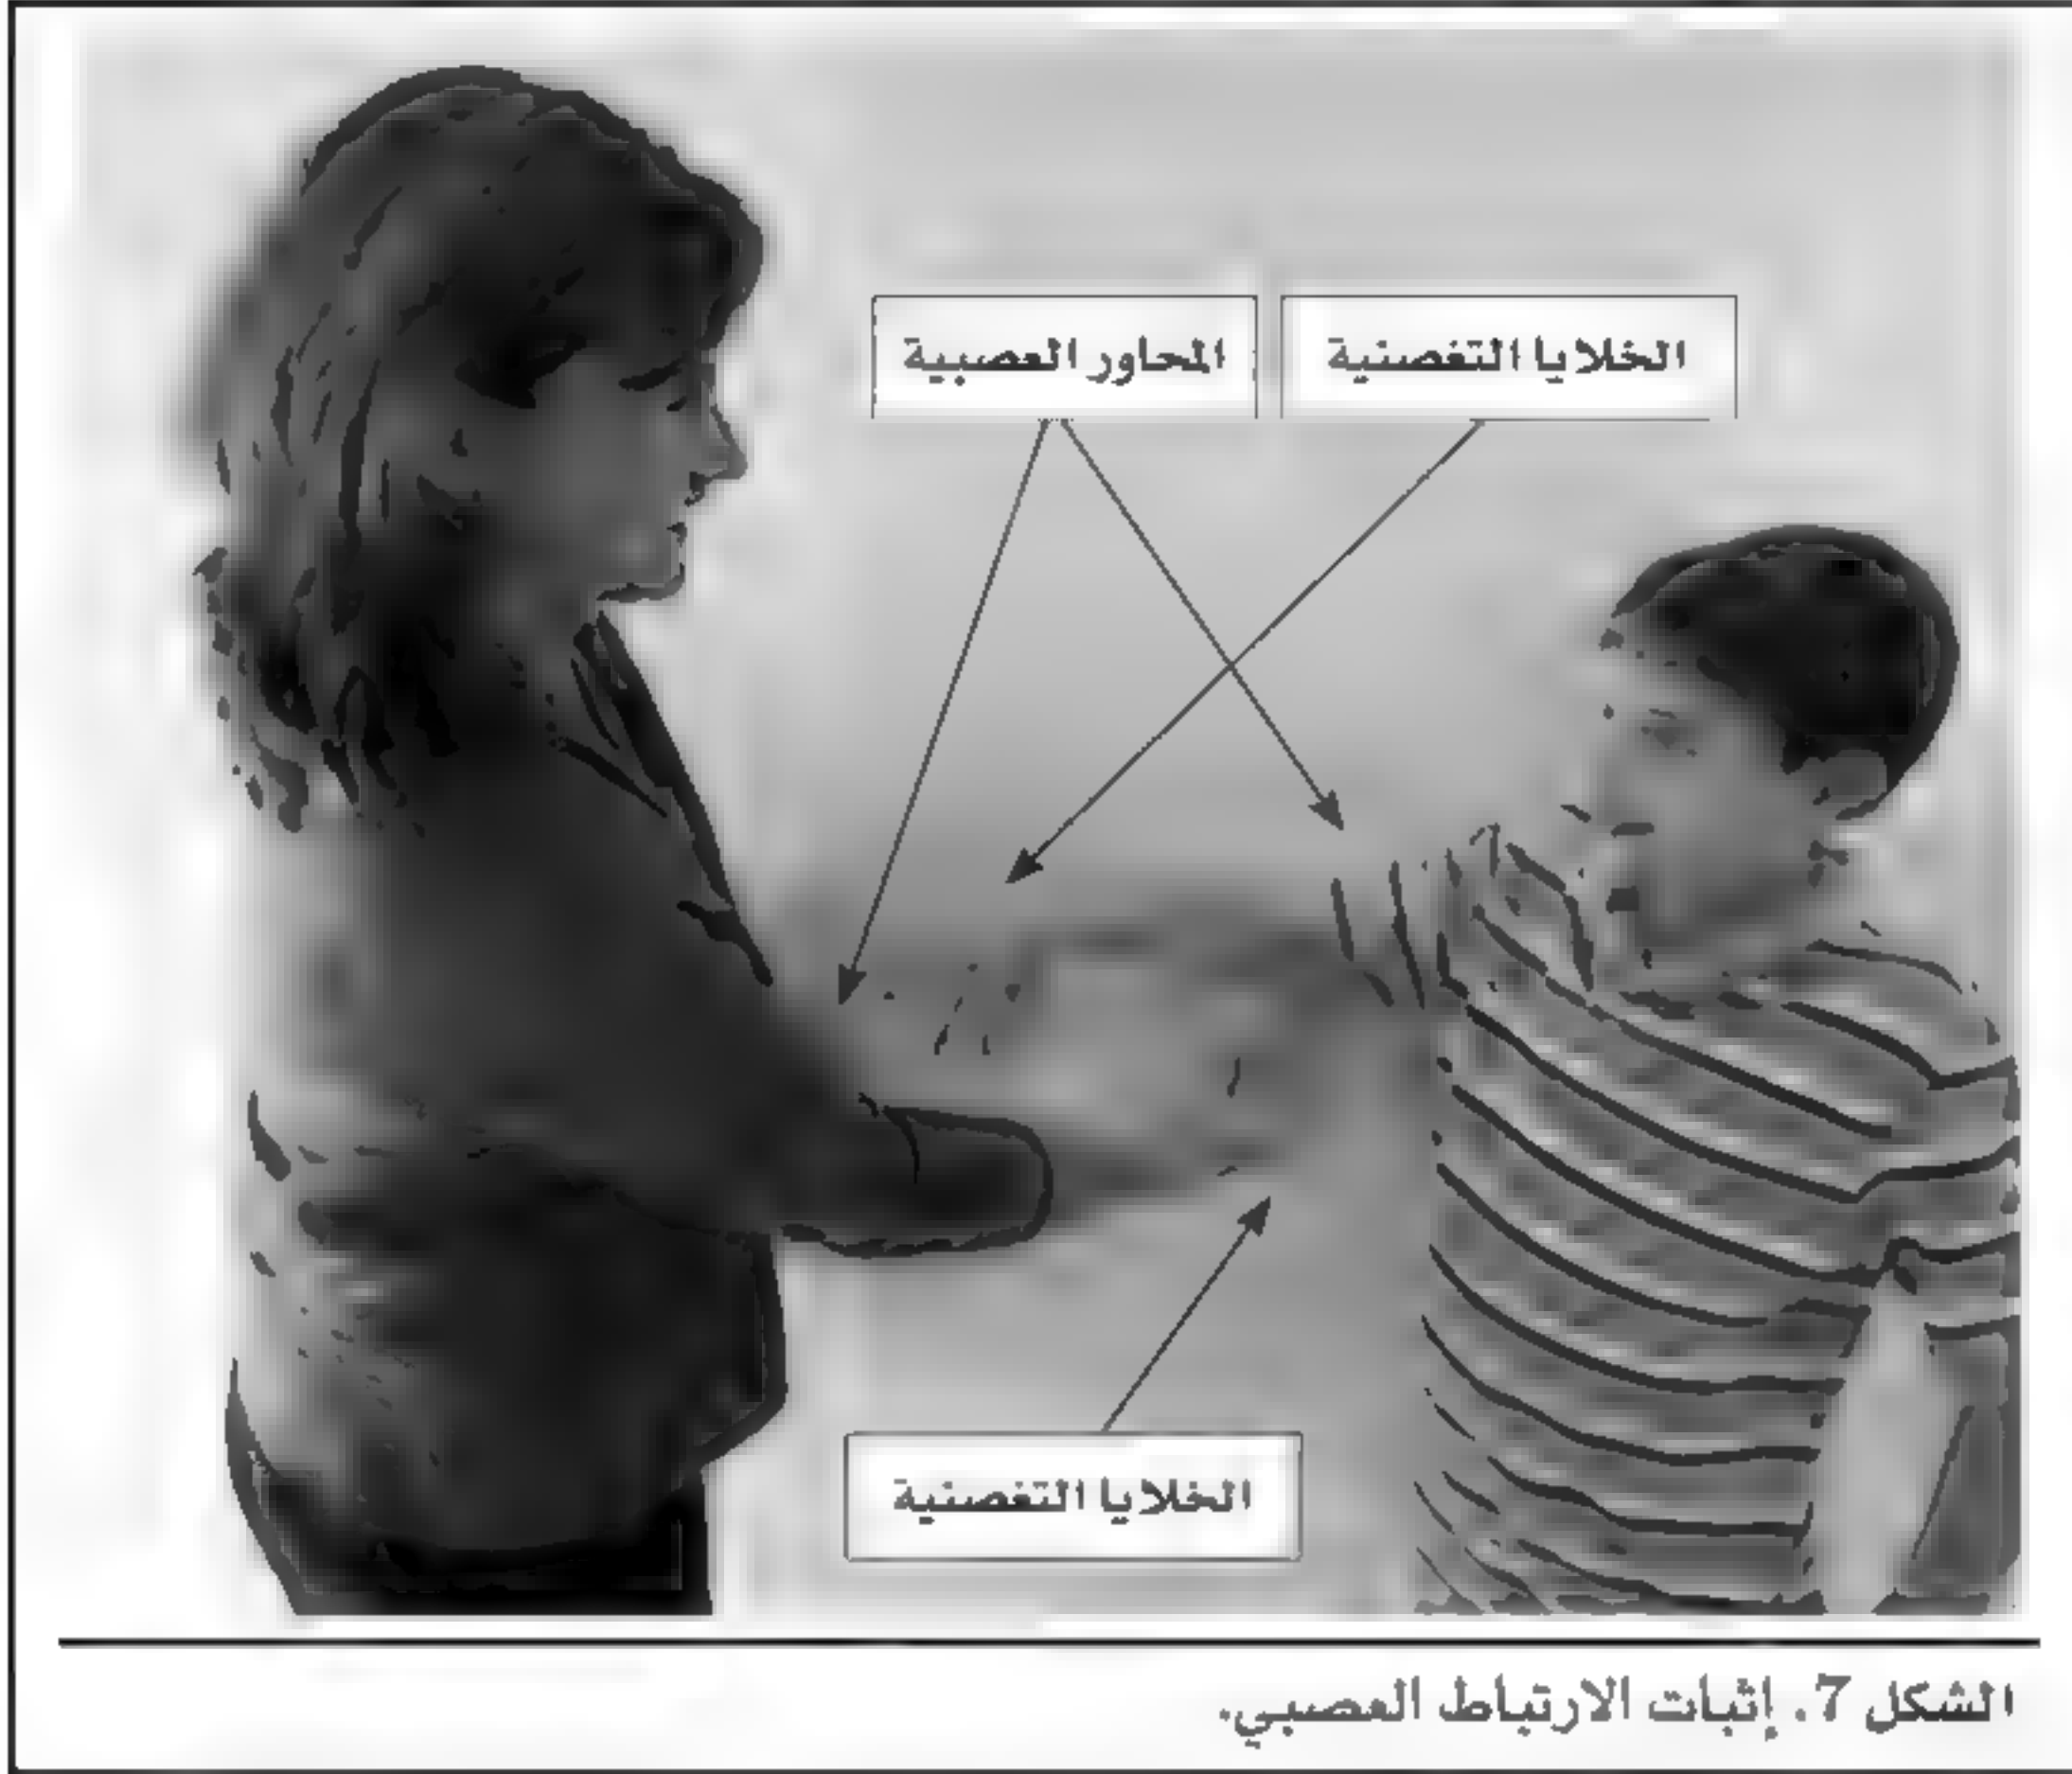 الخلايا التغصنية
المحاور العصبية
الخلايا التغصنية
الشكل 7. إثبات الارتباط العصبي.